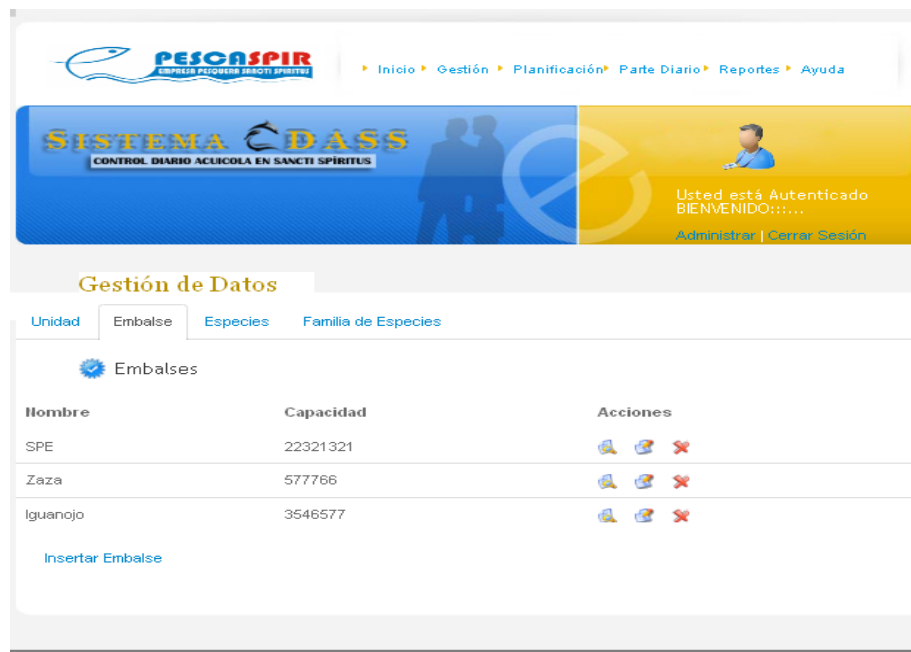 PESCASPIR
EMPRESA PESQUERA SANCTI SPIRITUS
Inicio Gestión Planificación Parte Diario Reportes Ayuda
SISTEMA CDASS
CONTROL DIARIO ACUICOLA EN SANCTI SPÍRITUS
Usted está Autenticado
BIENVENIDO:::...
Administrar | Cerrar Sesión
Gestión de Datos
Unidad Embalse Especies Familia de Especies
Embalses
Nombre Capacidad Acciones
SPE 22321321
Zaza 577766
Iguanojo 3546577
Insertar Embalse